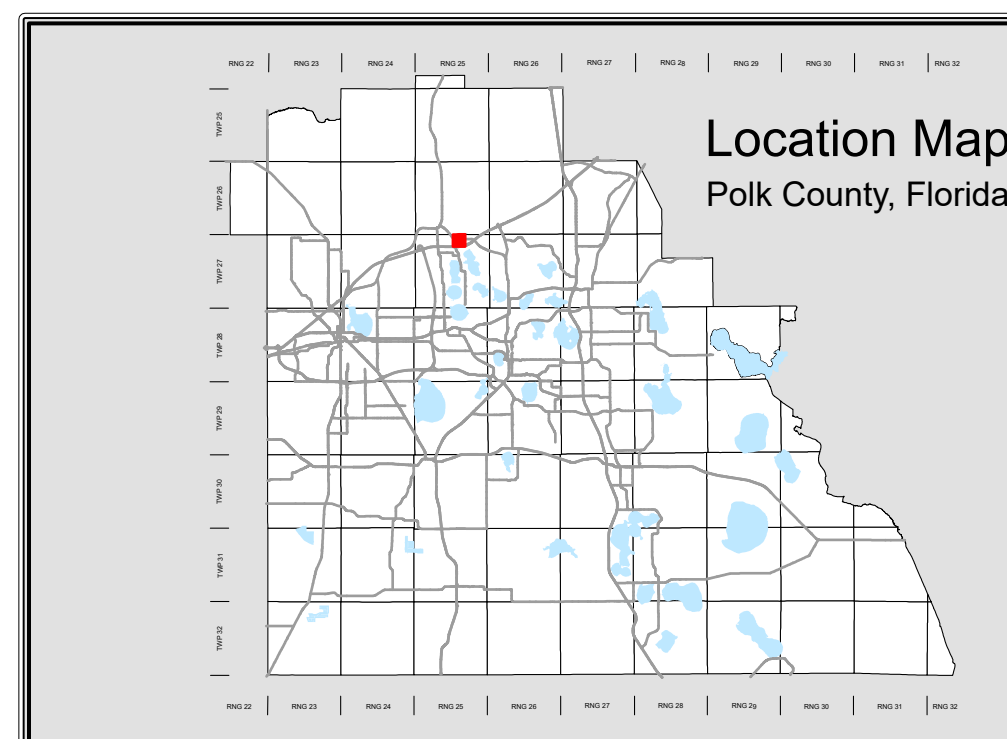 RNG 22 RNG 23 RNG 24 RNG 25 RNG 26 RNG 27 RNG 28 RNG 29 RNG 30 RNG 31 RNG 32
Location Map
Polk County, Florida
TWP 25
TWP 26
TWP 27
TWP 28
TWP 29
TWP 30
TWP 31
TWP 32
RNG 22 RNG 23 RNG 24 RNG 25 RNG 26 RNG 27 RNG 28 RNG 29 RNG 30 RNG 31 RNG 32